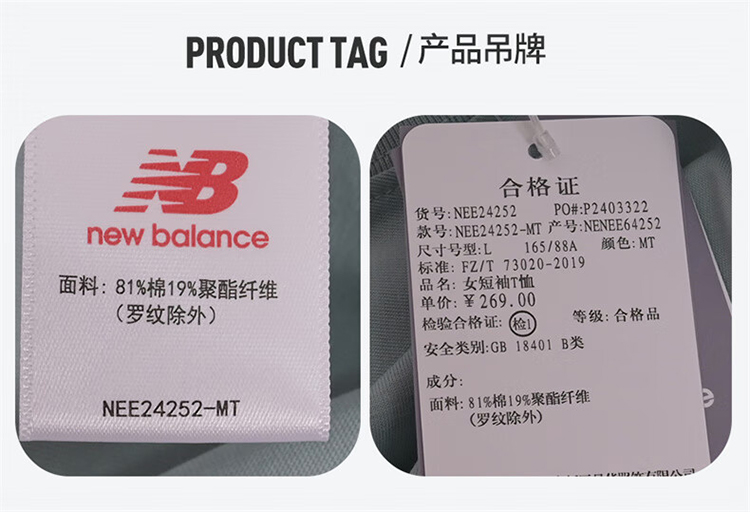 PRODUCT TAG /产品吊牌
NB
new balance
面料: 81%棉19%聚酯纤维
(罗纹除外)
NEE24252-MT
合格证
货号: NEE24252 PO#:P2403322
款号: NEE24252-MT 产号: NENEE64252
尺寸号型:L 165/88A 颜色: MT
标准: FZ/T 73020-2019
品名: 女短袖T恤
单价: ¥269.00
检验合格证: 检1 等级: 合格品
安全类别:GB 18401 B类
成分:
面料: 81%棉19%聚酯纤维
(罗纹除外)
e